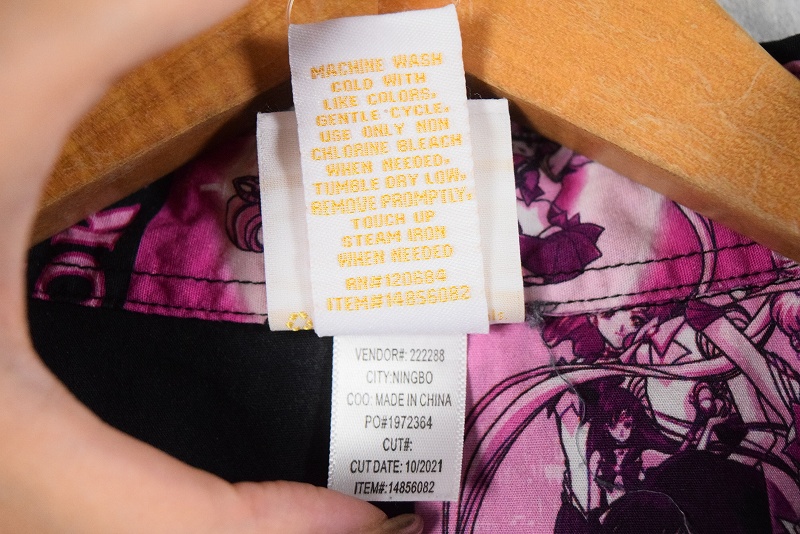 MACHINE WASH
COLD WITH
LIKE COLORS.
GENTLE CYCLE.
USE ONLY NON
CHLORINE BLEACH
WHEN NEEDED.
TUMBLE DRY LOW.
REMOVE PROMPTLY.
TOUCH UP
STEAM IRON
WHEN NEEDED
RN#120684
ITEM#14856082
VENDOR#: 222288
CITY:NINGBO
COO: MADE IN CHINA
PO#1972364
CUT#:
CUT DATE: 10/2021
ITEM#:14856082